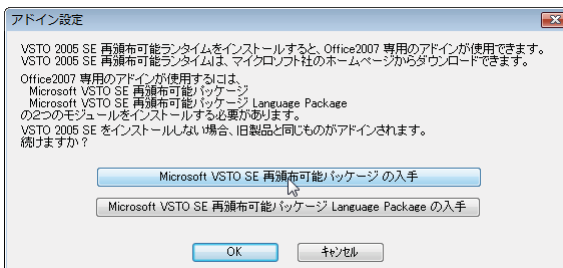 アドイン設定
VSTO 2005 SE 再頒布可能ランタイムをインストールすると、Office2007 専用のアドインが使用できます。
VSTO 2005 SE 再頒布可能ランタイムは、マイクロソフト社のホームページからダウンロードできます。
Office2007 専用のアドインが使用するには、
Microsoft VSTO SE 再頒布可能パッケージ
Microsoft VSTO SE 再頒布可能パッケージ Language Package
の2つのモジュールをインストールする必要があります。
VSTO 2005 SE をインストールしない場合、旧製品と同じものがアドインされます。
続けますか？
Microsoft VSTO SE 再頒布可能パッケージ の入手
Microsoft VSTO SE 再頒布可能パッケージ Language Package の入手
OK
キャンセル